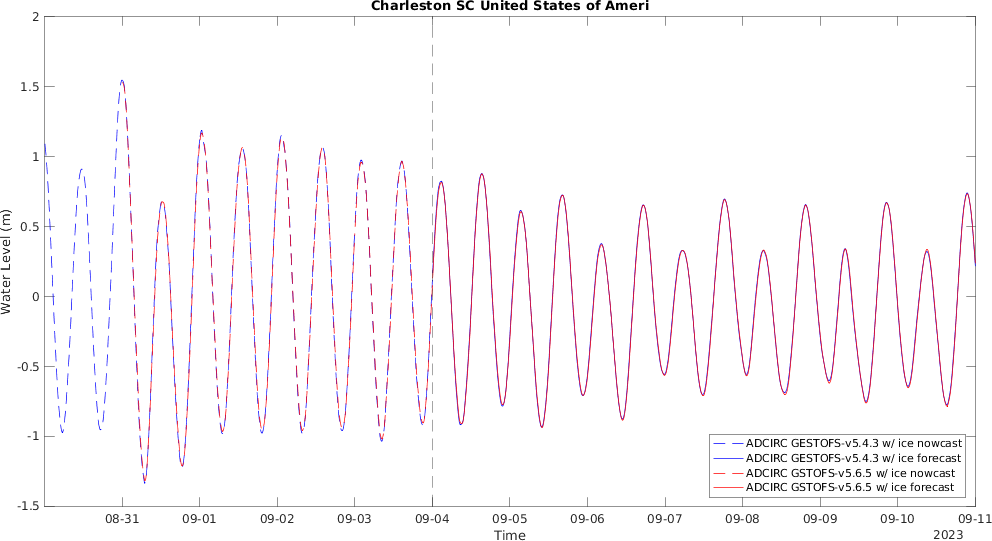 Charleston SC United States of Ameri
2
1.5
1
0.5
0
-0.5
-1
-1.5
Water Level (m)
ADCIRC GESTOFS-v5.4.3 w/ ice nowcast
ADCIRC GESTOFS-v5.4.3 w/ ice forecast
ADCIRC GSTOFS-v5.6.5 w/ ice nowcast
ADCIRC GSTOFS-v5.6.5 w/ ice forecast
08-31 09-01 09-02 09-03 09-04 09-05 09-06 09-07 09-08 09-09 09-10 09-11
Time
2023